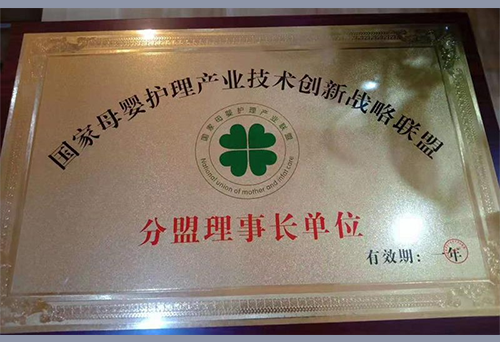 国家母婴护理产业技术创新战略联盟
国家母婴护理产业联盟
National union of mother and infat care
分盟理事长单位
有效期：一年